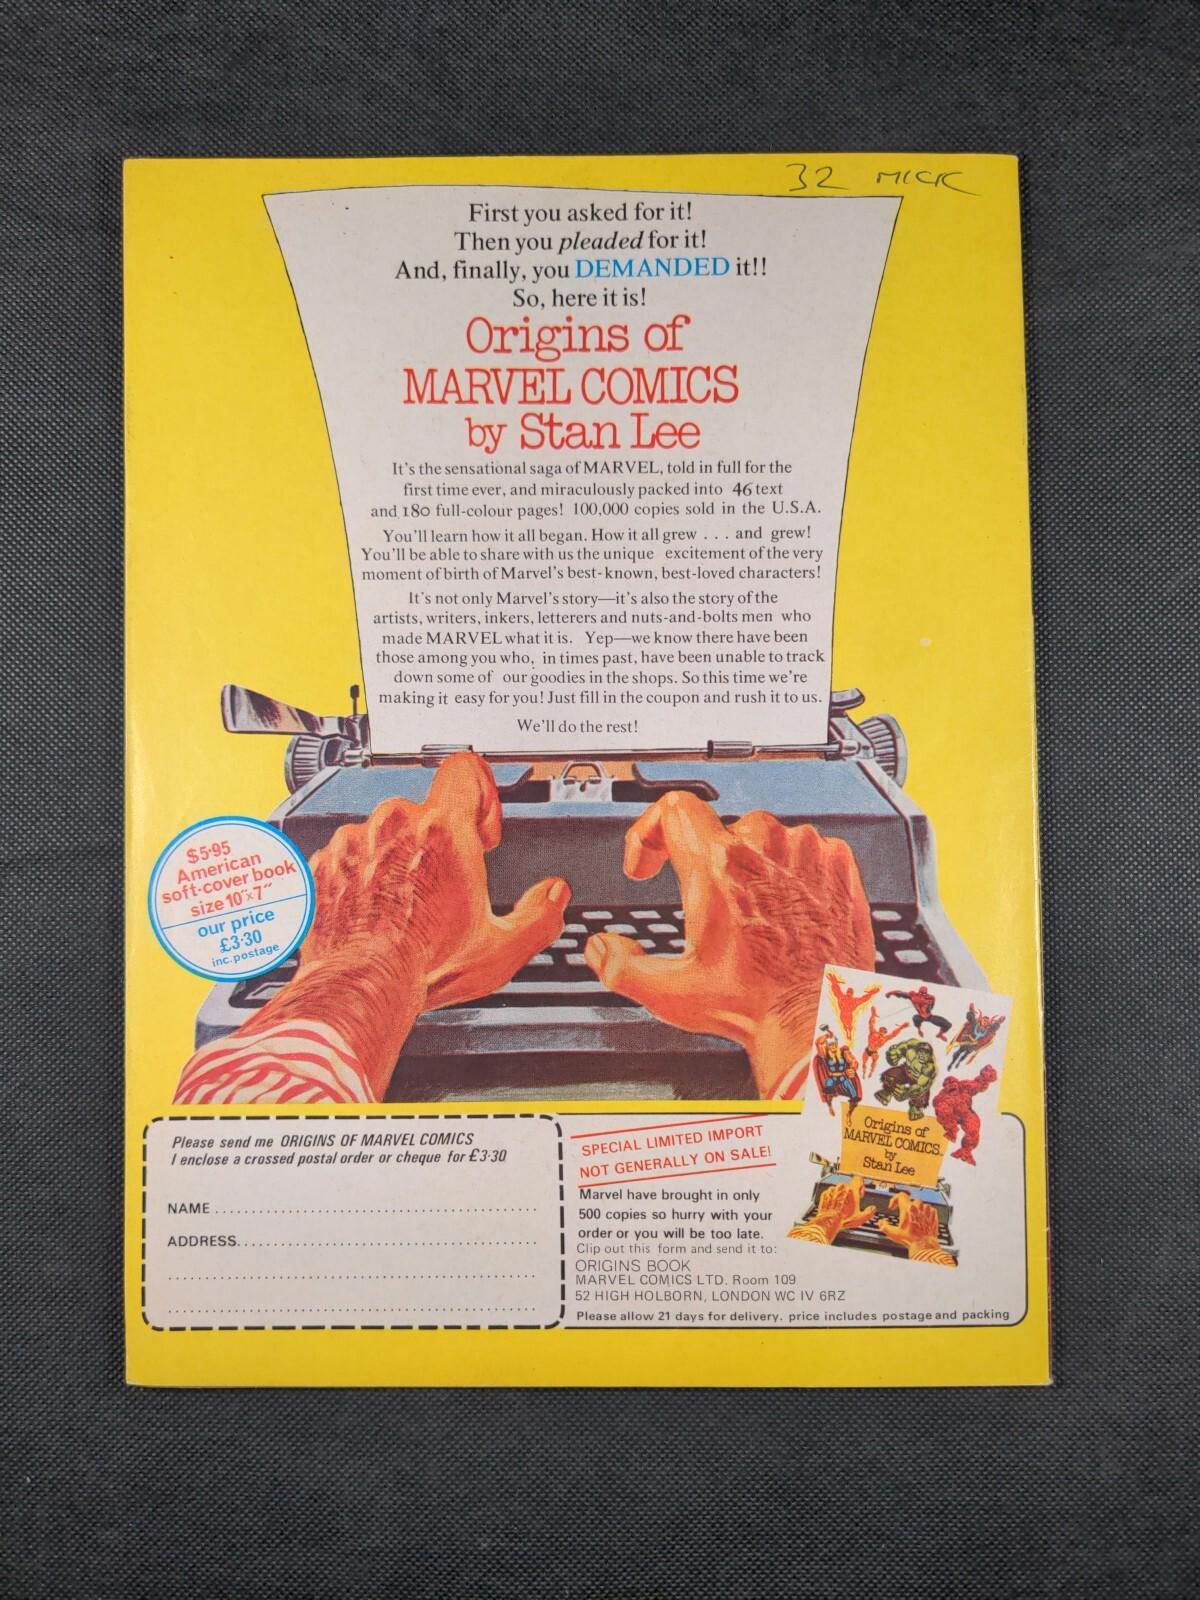 32 MICK
First you asked for it!
Then you pleaded for it!
And, finally, you DEMANDED it!!
So, here it is!
Origins of
MARVEL COMICS
by Stan Lee
It's the sensational saga of MARVEL, told in full for the
first time ever, and miraculously packed into 46 text
and 180 full-colour pages! 100,000 copies sold in the U.S.A.
You'll learn how it all began. How it all grew . . . and grew!
You'll be able to share with us the unique excitement of the very
moment of birth of Marvel's best-known, best-loved characters!
It's not only Marvel's story—it's also the story of the
artists, writers, inkers, letterers and nuts-and-bolts men who
made MARVEL what it is. Yep—we know there have been
those among you who, in times past, have been unable to track
down some of our goodies in the shops. So this time we're
making it easy for you! Just fill in the coupon and rush it to us.
We'll do the rest!
$5·95
American
soft-cover book
size 10"x7"
our price
£3·30
inc. postage
Origins of
MARVEL COMICS
by
Stan Lee
Please send me ORIGINS OF MARVEL COMICS
I enclose a crossed postal order or cheque for £3·30
NAME
ADDRESS
SPECIAL LIMITED IMPORT
NOT GENERALLY ON SALE!
Marvel have brought in only
500 copies so hurry with your
order or you will be too late.
Clip out this form and send it to:
ORIGINS BOOK
MARVEL COMICS LTD. Room 109
52 HIGH HOLBORN, LONDON WC IV 6RZ
Please allow 21 days for delivery. price includes postage and packing